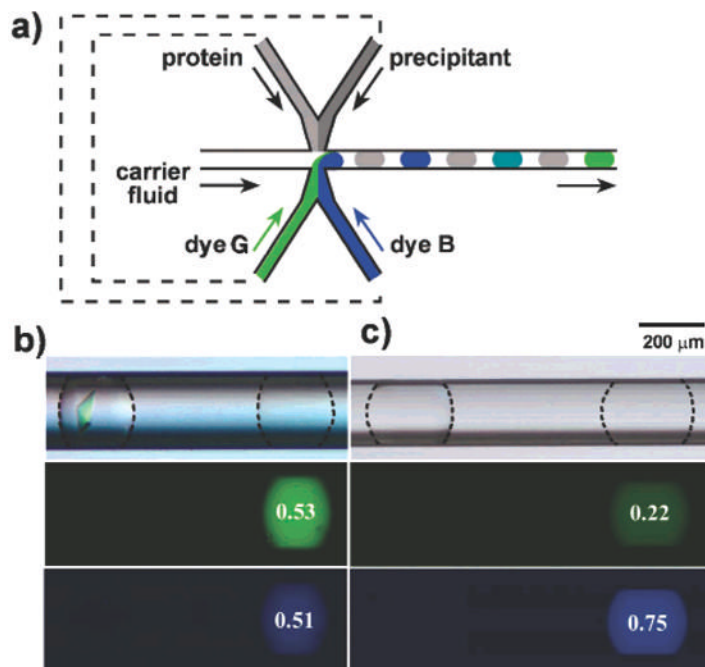 a)
protein
precipitant
carrier
fluid
dye G
dye B
b)
c)
200 μm
0.53
0.22
0.51
0.75